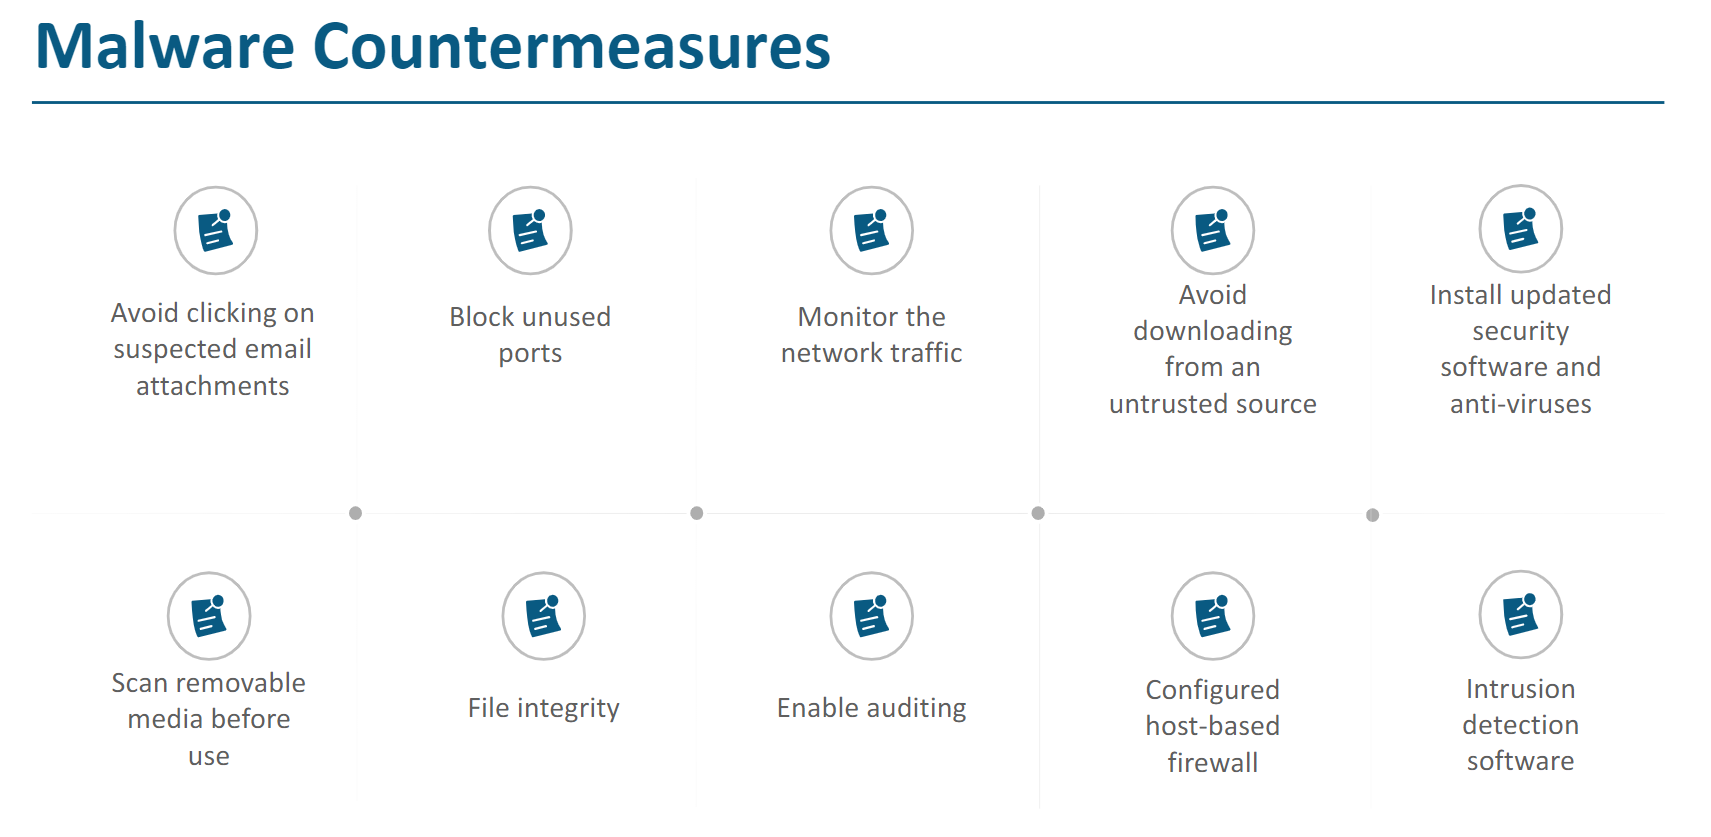 Malware Countermeasures
Avoid clicking on
suspected email
attachments
Block unused
ports
Monitor the
network traffic
Avoid
downloading
from an
untrusted source
Install updated
security
software and
anti-viruses
Scan removable
media before
use
File integrity
Enable auditing
Configured
host-based
firewall
Intrusion
detection
software